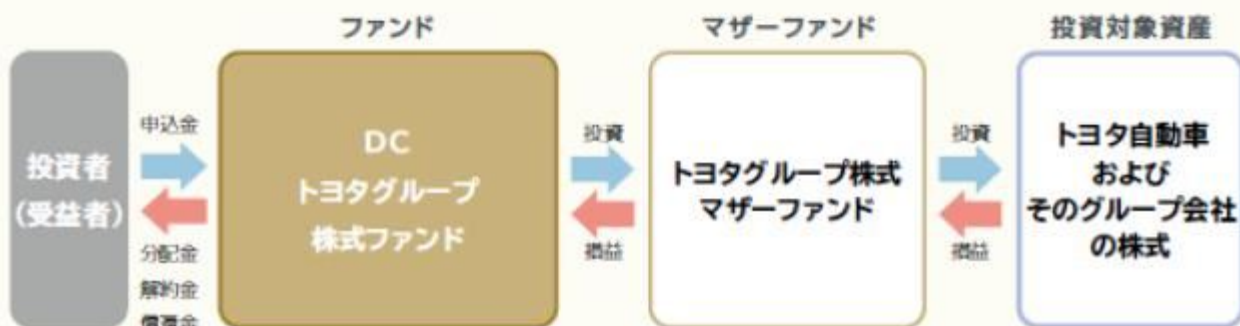 ファンド
マザーファンド
投資対象資産
投資者
(受益者)
申込金
分配金
解約金
償還金
DC
トヨタグループ
株式ファンド
投資
損益
トヨタグループ株式
マザーファンド
投資
損益
トヨタ自動車
および
そのグループ会社
の株式